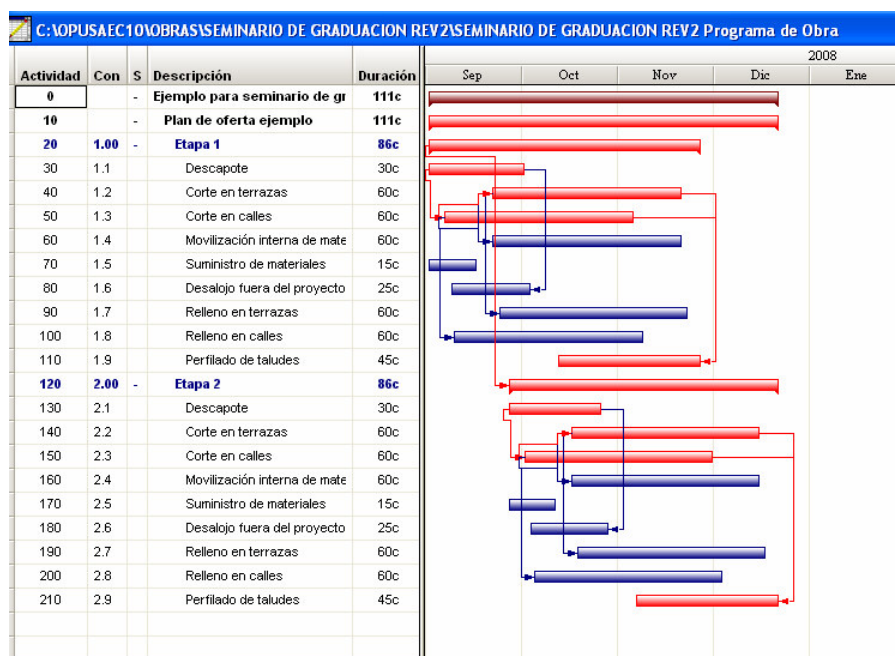 C:\OPUSAEC10\OBRAS\SEMINARIO DE GRADUACION REV2\SEMINARIO DE GRADUACION REV2 Programa de Obra
2008
Actividad Con S Descripción Duración Sep Oct Nov Dic Ene
0 - Ejemplo para seminario de gr 111c
10 - Plan de oferta ejemplo 111c
20 1.00 - Etapa 1 86c
30 1.1 Descapote 30c
40 1.2 Corte en terrazas 60c
50 1.3 Corte en calles 60c
60 1.4 Movilización interna de mate 60c
70 1.5 Suministro de materiales 15c
80 1.6 Desalojo fuera del proyecto 25c
90 1.7 Relleno en terrazas 60c
100 1.8 Relleno en calles 60c
110 1.9 Perfilado de taludes 45c
120 2.00 - Etapa 2 86c
130 2.1 Descapote 30c
140 2.2 Corte en terrazas 60c
150 2.3 Corte en calles 60c
160 2.4 Movilización interna de mate 60c
170 2.5 Suministro de materiales 15c
180 2.6 Desalojo fuera del proyecto 25c
190 2.7 Relleno en terrazas 60c
200 2.8 Relleno en calles 60c
210 2.9 Perfilado de taludes 45c